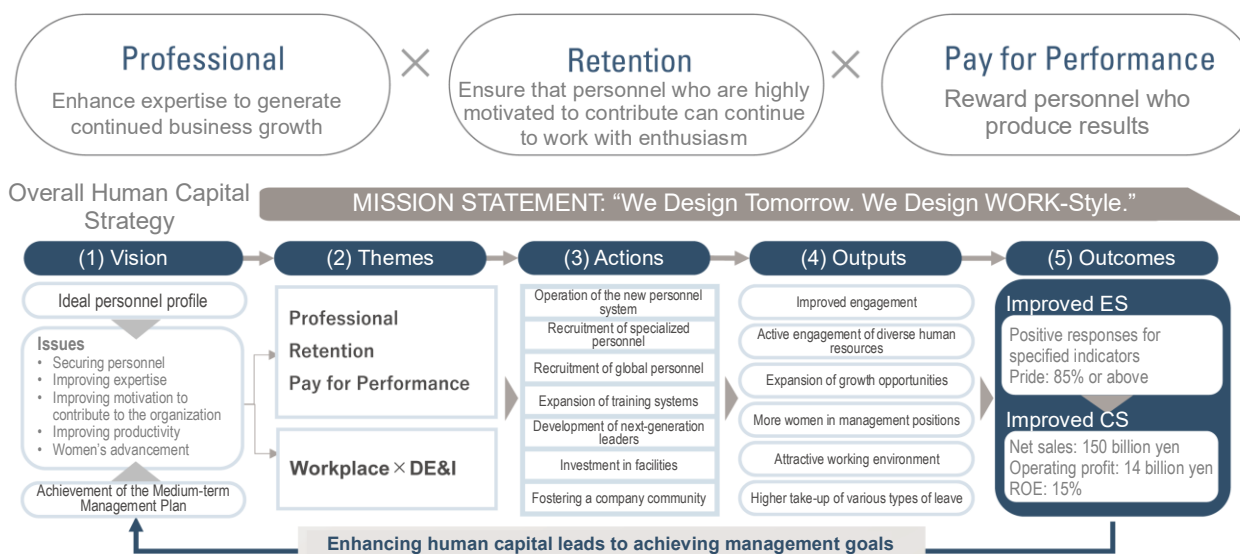 Professional
Enhance expertise to generate
continued business growth
×
Retention
Ensure that personnel who are highly
motivated to contribute can continue
to work with enthusiasm
×
Pay for Performance
Reward personnel who
produce results
Overall Human Capital
Strategy
MISSION STATEMENT: “We Design Tomorrow. We Design WORK-Style.”
(1) Vision
Ideal personnel profile
Issues
• Securing personnel
• Improving expertise
• Improving motivation to
contribute to the organization
• Improving productivity
• Women’s advancement
Achievement of the Medium-term
Management Plan
(2) Themes
Professional
Retention
Pay for Performance
Workplace × DE&I
(3) Actions
Operation of the new personnel
system
Recruitment of specialized
personnel
Recruitment of global personnel
Expansion of training systems
Development of next-generation
leaders
Investment in facilities
Fostering a company community
(4) Outputs
Improved engagement
Active engagement of diverse human
resources
Expansion of growth opportunities
More women in management positions
Attractive working environment
Higher take-up of various types of leave
(5) Outcomes
Improved ES
Positive responses for
specified indicators
Pride: 85% or above
Improved CS
Net sales: 150 billion yen
Operating profit: 14 billion yen
ROE: 15%
Enhancing human capital leads to achieving management goals